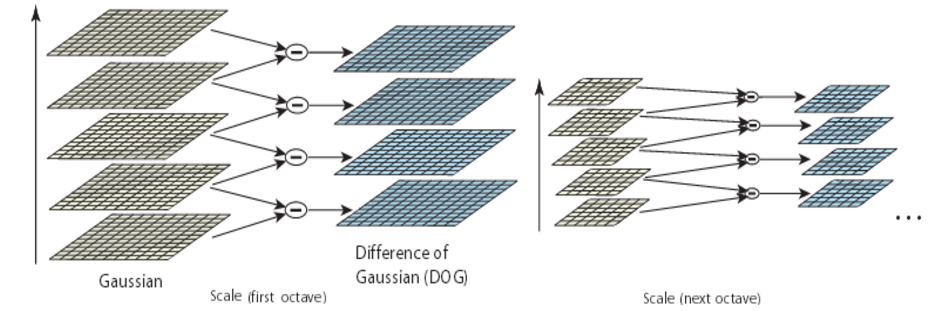 Gaussian
Difference of
Gaussian (DOG)
Scale (first octave)
Scale (next octave)
...